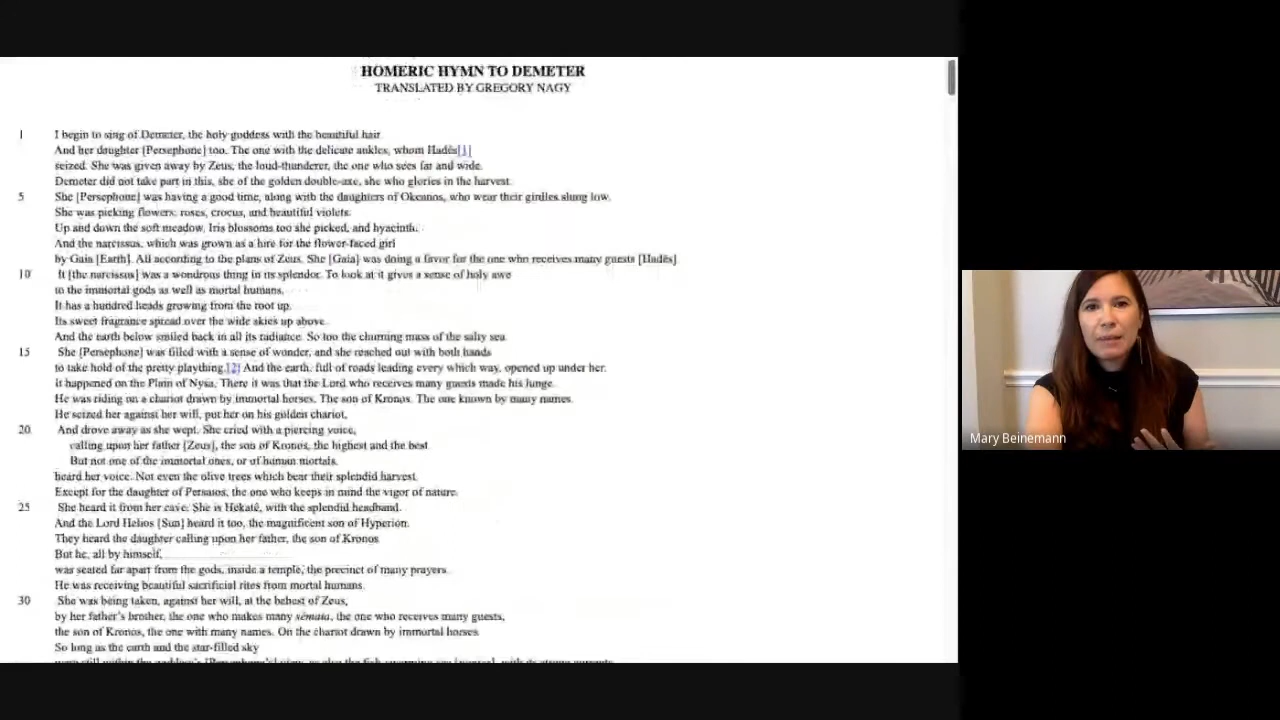 HOMERIC HYMN TO DEMETER
TRANSLATED BY GREGORY NAGY
1 I begin to sing of Demeter, the holy goddess with the beautiful hair
And her daughter [Persephone] too. The one with the delicate ankles, whom Hadês[1]
seized. She was given away by Zeus, the loud-thunderer, the one who sees far and wide.
Demeter did not take part in this, she of the golden double-axe, she who glories in the harvest.
5 She [Persephone] was having a good time, along with the daughters of Okeanos, who wear their girdles slung low.
She was picking flowers: roses, crocus, and beautiful violets.
Up and down the soft meadow. Iris blossoms too she picked, and hyacinth.
And the narcissus, which was grown as a lure for the flower-faced girl
by Gaia [Earth]. All according to the plans of Zeus. She [Gaia] was doing a favor for the one who receives many guests [Hadês].
10 It [the narcissus] was a wondrous thing in its splendor. To look at it gives a sense of holy awe
to the immortal gods as well as mortal humans.
It has a hundred heads growing from the root up.
Its sweet fragrance spread over the wide skies up above.
And the earth below smiled back in all its radiance. So too the churning mass of the salty sea.
15 She [Persephone] was filled with a sense of wonder, and she reached out with both hands
to take hold of the pretty plaything.[2] And the earth, full of roads leading every which way, opened up under her.
It happened on the Plain of Nysa. There it was that the Lord who receives many guests made his lunge.
He was riding on a chariot drawn by immortal horses. The son of Kronos. The one known by many names.
He seized her against her will, put her on his golden chariot,
20 And drove away as she wept. She cried with a piercing voice,
calling upon her father [Zeus], the son of Kronos, the highest and the best.
But not one of the immortal ones, or of human mortals,
heard her voice. Not even the olive trees which bear their splendid harvest.
Except for the daughter of Persaios, the one who keeps in mind the vigor of nature.
25 She heard it from her cave. She is Hekatê, with the splendid headband.
And the Lord Helios [Sun] heard it too, the magnificent son of Hyperion.
They heard the daughter calling upon her father, the son of Kronos.
But he, all by himself,
was seated far apart from the gods, inside a temple, the precinct of many prayers.
He was receiving beautiful sacrificial rites from mortal humans.
30 She was being taken, against her will, at the behest of Zeus,
by her father's brother, the one who makes many sêmata, the one who receives many guests,
the son of Kronos, the one with many names. On the chariot drawn by immortal horses.
So long as the earth and the star-filled sky
Mary Beinemann